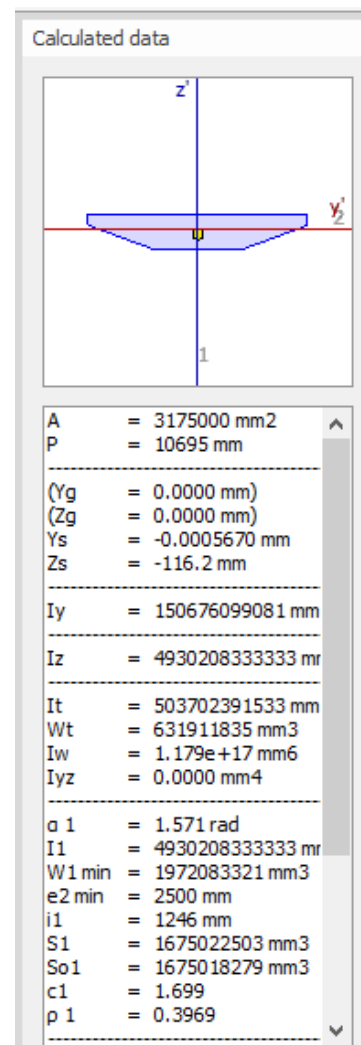 Calculated data
z'
y'
2
1
A = 3175000 mm2
P = 10695 mm
(Yg = 0.0000 mm)
(Zg = 0.0000 mm)
Ys = -0.0005670 mm
Zs = -116.2 mm
Iy = 150676099081 mm
Iz = 4930208333333 mr
It = 503702391533 mm
Wt = 631911835 mm3
Iw = 1.179e+17 mm6
Iyz = 0.0000 mm4
α 1 = 1.571 rad
I1 = 4930208333333 mr
W1 min = 1972083321 mm3
e2 min = 2500 mm
i1 = 1246 mm
S1 = 1675022503 mm3
So1 = 1675018279 mm3
c1 = 1.699
ρ 1 = 0.3969